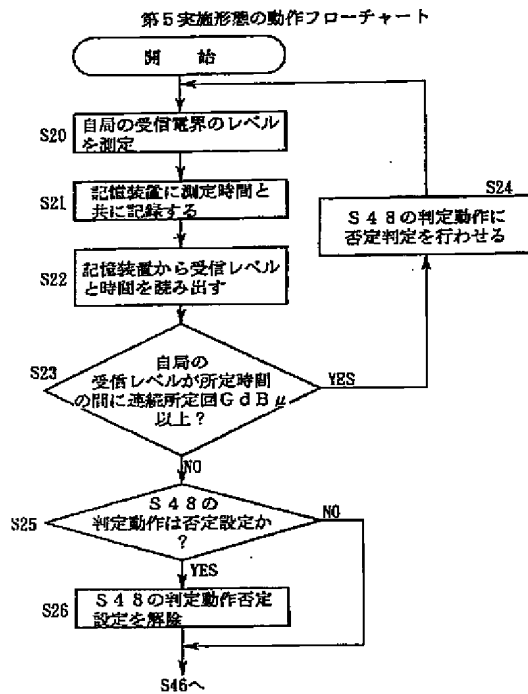 第5実施形態の動作フローチャート
開 始
S20
自局の受信電界のレベル
を測定
S21
記憶装置に測定時間と
共に記録する
S22
記憶装置から受信レベル
と時間を読み出す
S23
自局の
受信レベルが所定時間
の間に連続所定回GdBμ
以上?
YES
NO
S24
S48の判定動作に
否定判定を行わせる
S25
S48の
判定動作は否定設定か
?
NO
YES
S26
S48の判定動作否定
設定を解除
S46へ